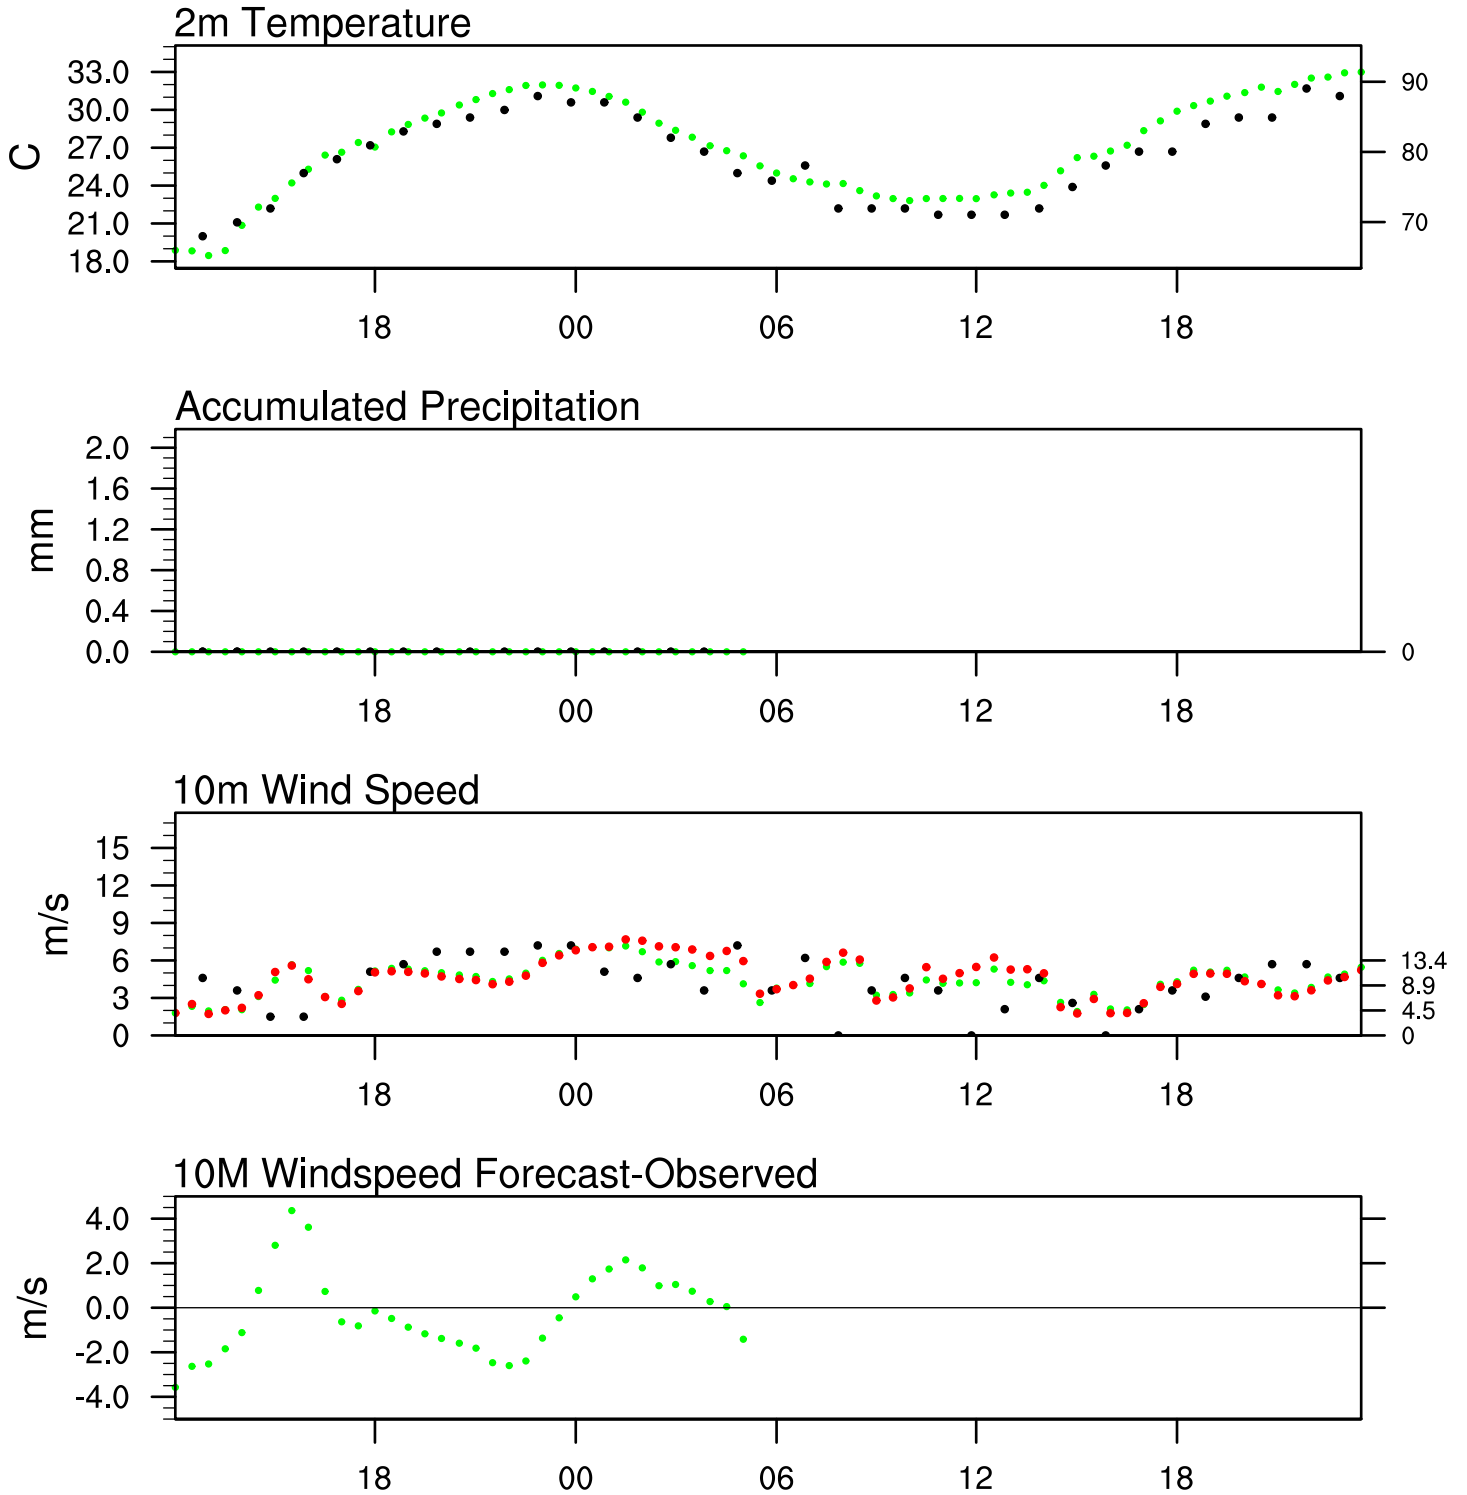 2m Temperature
33.0
30.0
27.0
24.0
21.0
18.0
C
90
80
70
18 00 06 12 18
Accumulated Precipitation
2.0
1.6
1.2
0.8
0.4
0.0
mm
0
18 00 06 12 18
10m Wind Speed
15
12
9
6
3
0
m/s
13.4
8.9
4.5
0
18 00 06 12 18
10M Windspeed Forecast-Observed
4.0
2.0
0.0
-2.0
-4.0
m/s
18 00 06 12 18